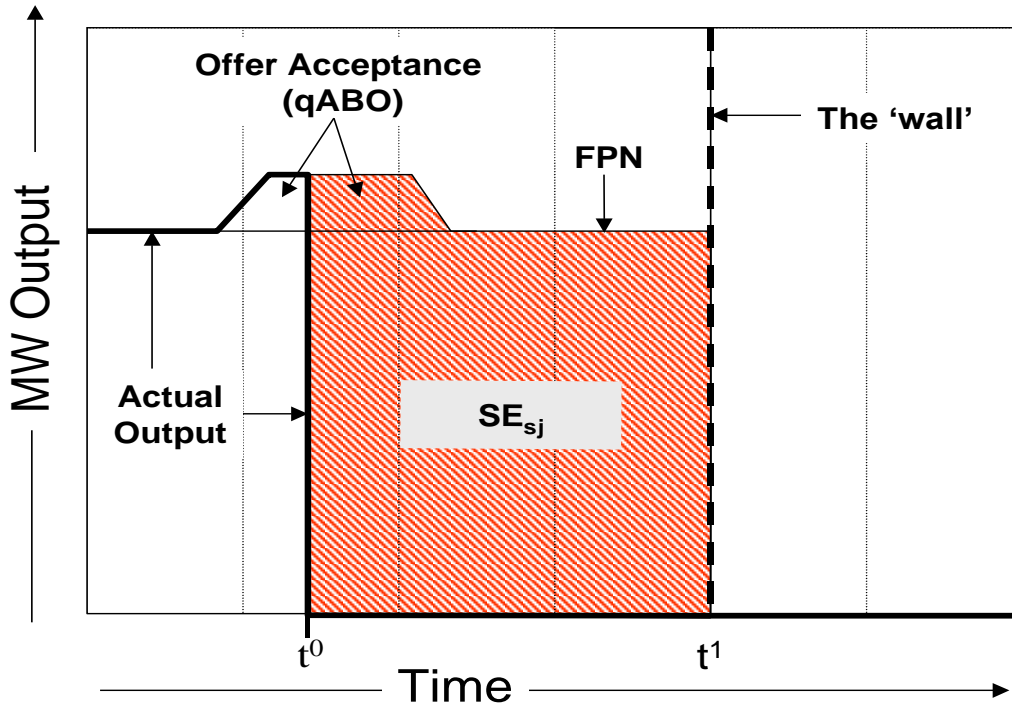 Offer Acceptance
(qABO)
The ‘wall’
FPN
MW Output
Actual
Output
SEsj
t0
t1
Time